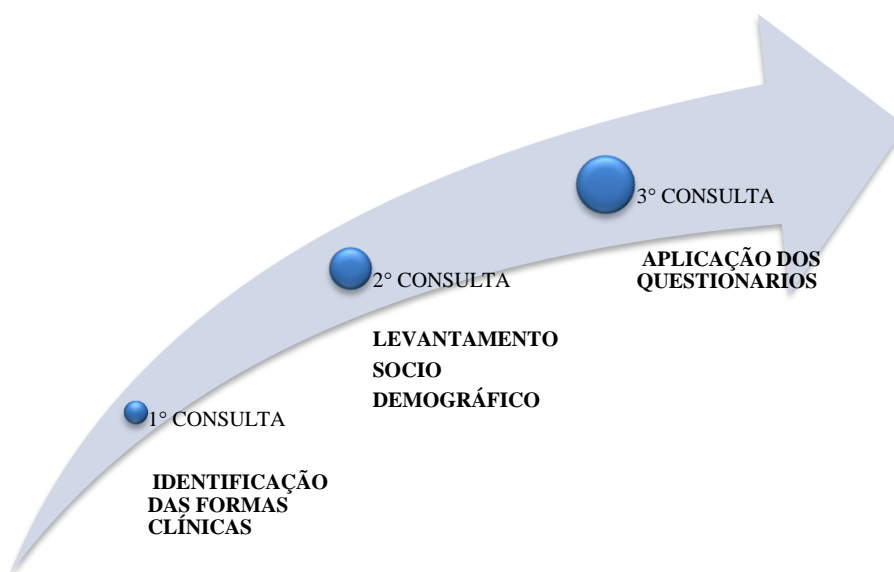 1° CONSULTA
IDENTIFICAÇÃO
DAS FORMAS
CLÍNICAS
2° CONSULTA
LEVANTAMENTO
SOCIO
DEMOGRÁFICO
3° CONSULTA
APLICAÇÃO DOS
QUESTIONARIOS